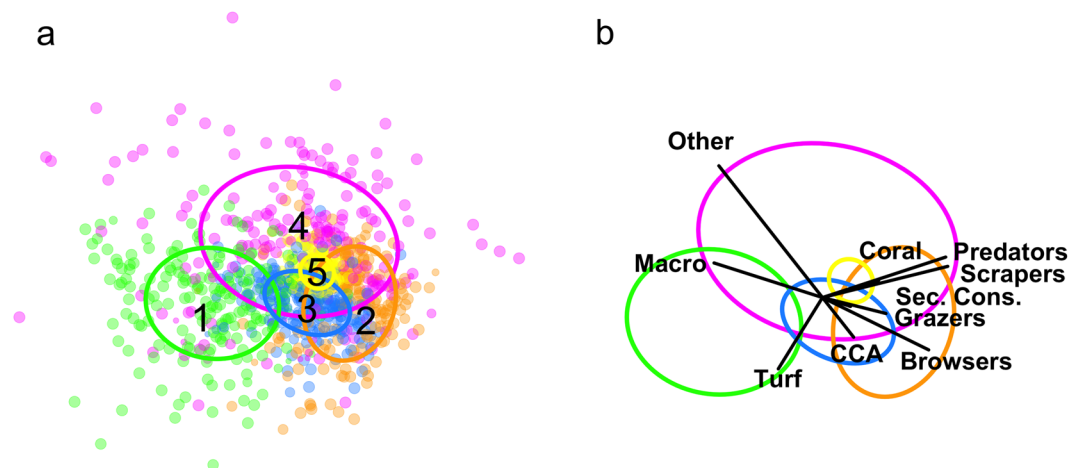 a
b
Other
4
Coral
Predators
Macro
5
Scrapers
Sec. Cons.
1
3
2
Grazers
CCA
Browsers
Turf